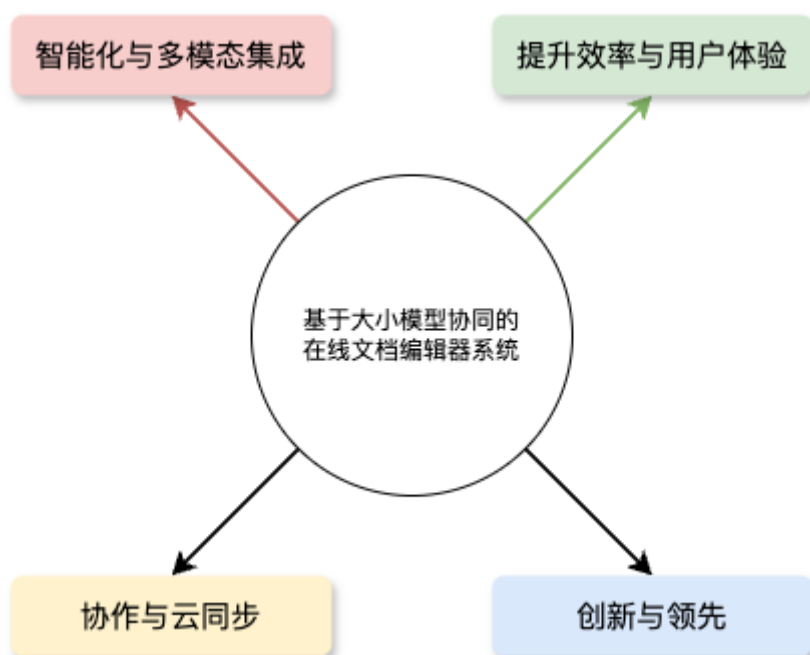 智能化与多模态集成
提升效率与用户体验
基于大小模型协同的
在线文档编辑器系统
协作与云同步
创新与领先